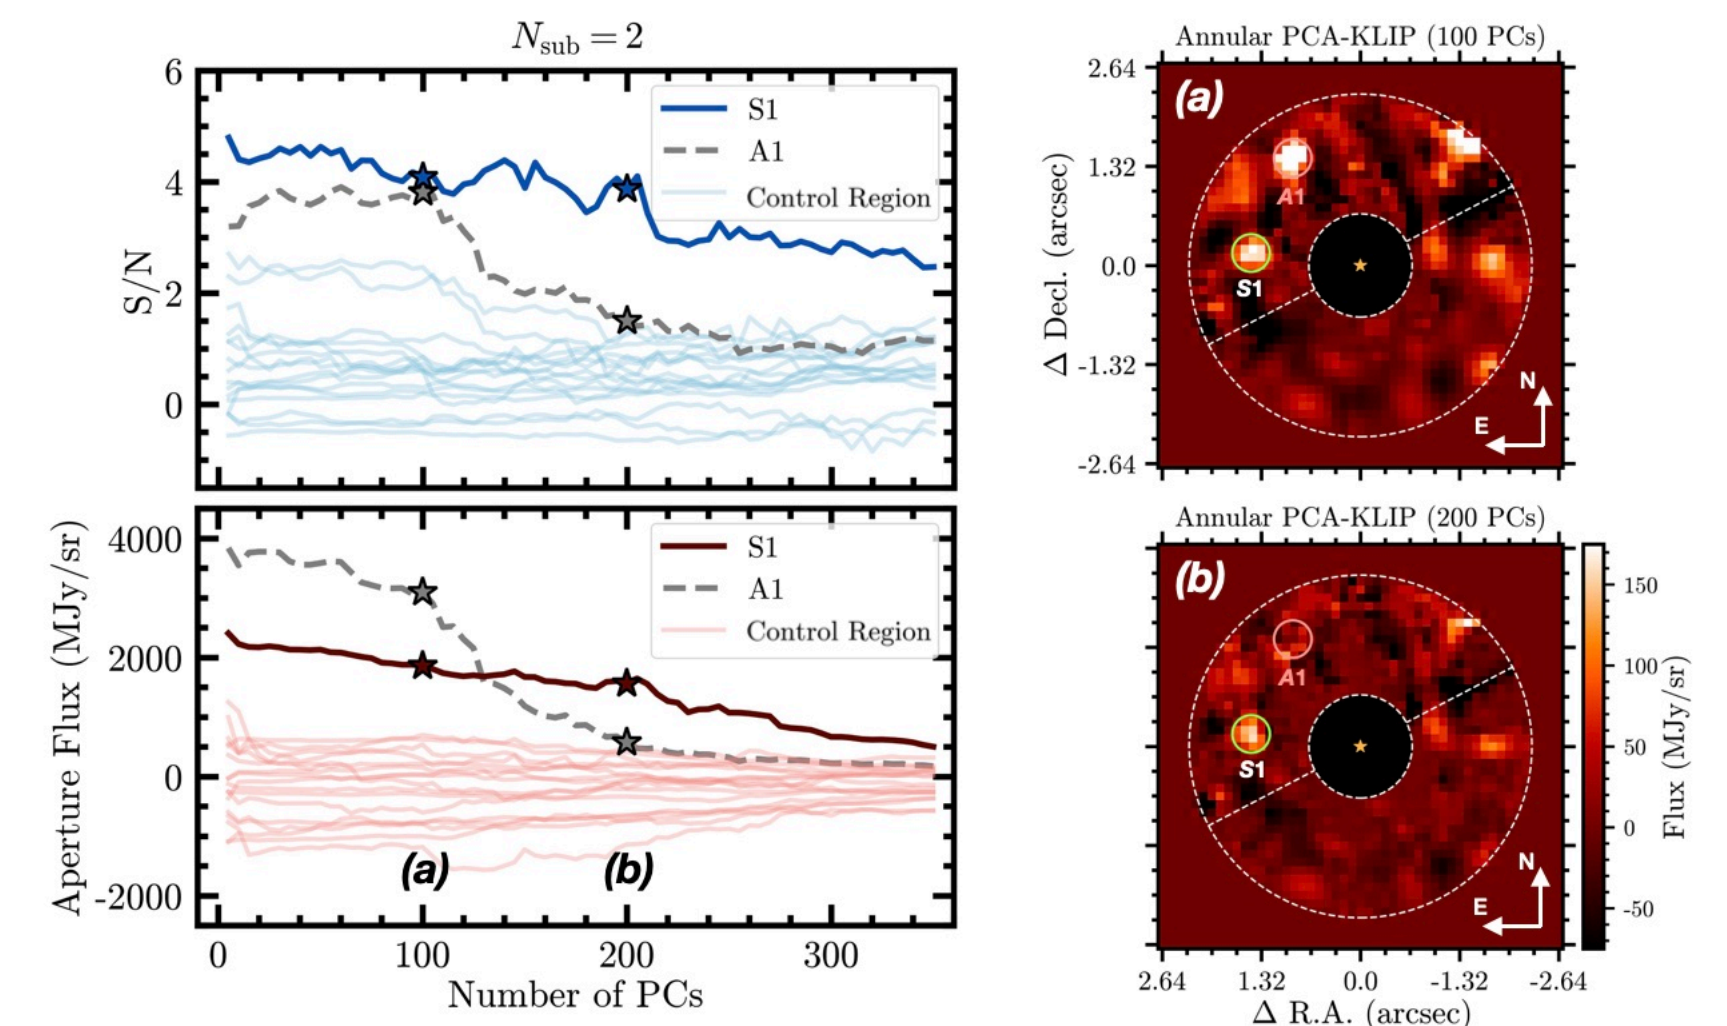 N_sub = 2
6
4
2
0
S/N
S1
A1
Control Region
4000
2000
0
-2000
Aperture Flux (MJy/sr)
S1
A1
Control Region
(a)
(b)
0
100
200
300
Number of PCs
Annular PCA-KLIP (100 PCs)
(a)
2.64
1.32
0.0
-1.32
-2.64
Δ Decl. (arcsec)
A1
S1
N
E
Annular PCA-KLIP (200 PCs)
(b)
A1
S1
N
E
150
100
50
0
-50
Flux (MJy/sr)
2.64
1.32
0.0
-1.32
-2.64
Δ R.A. (arcsec)